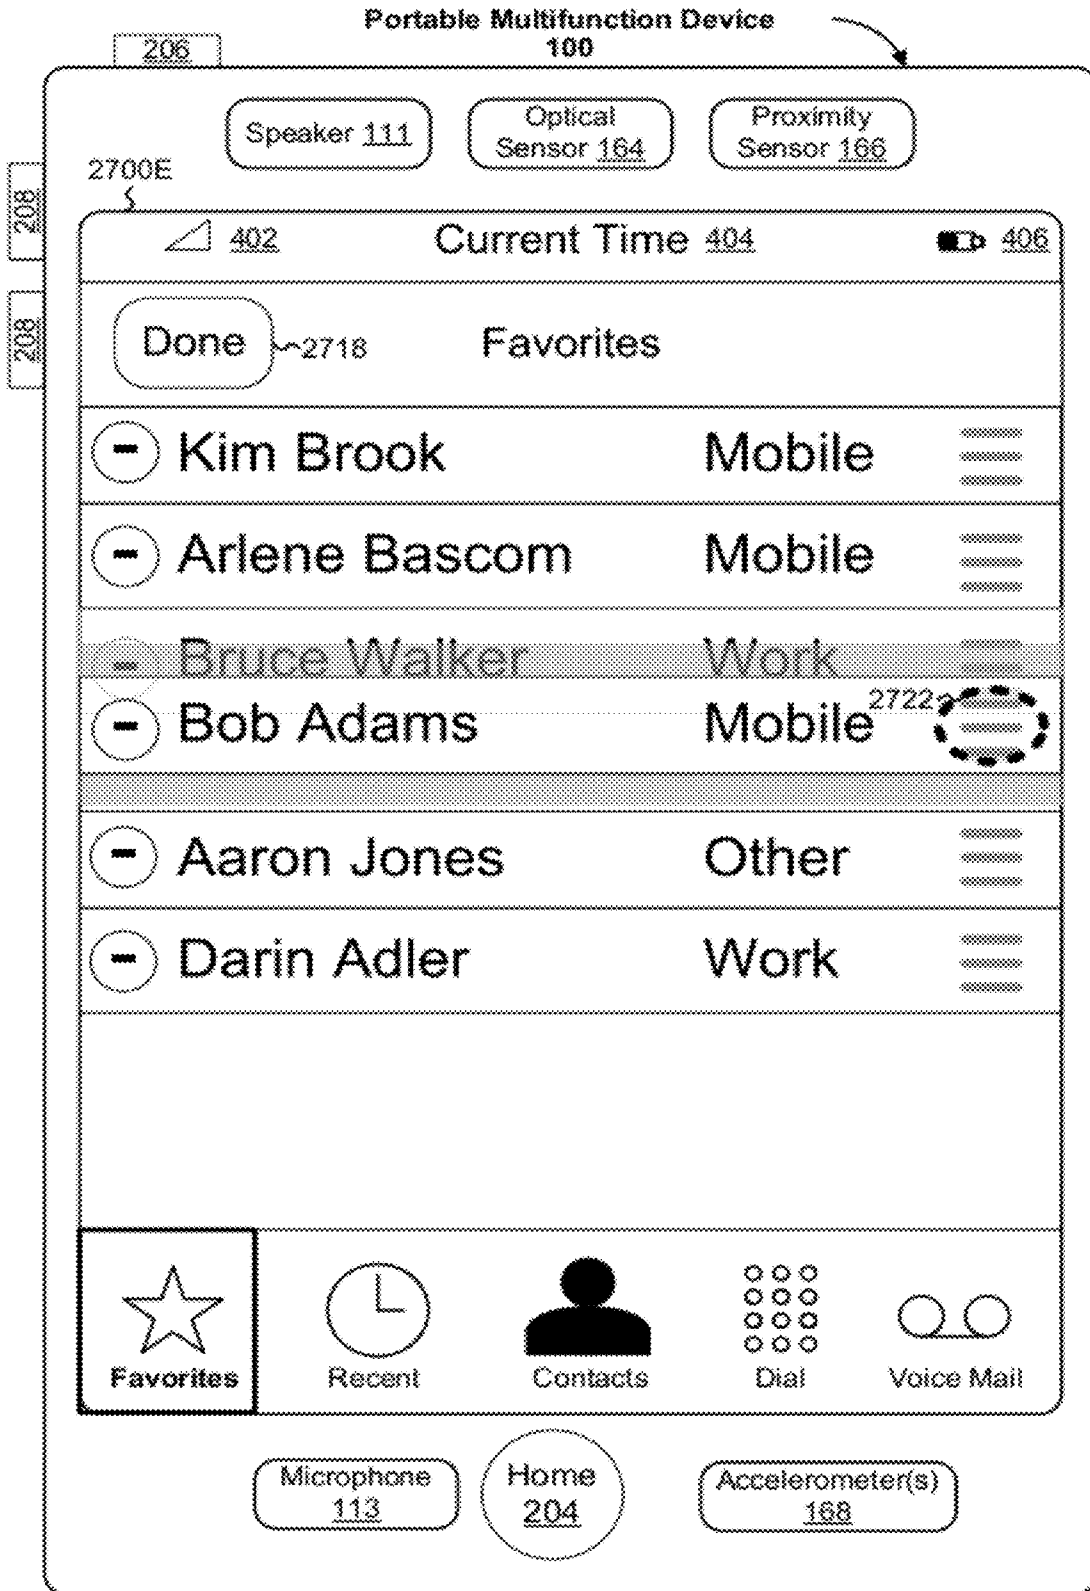 Portable Multifunction Device
100
206
Speaker 111
Optical
Sensor 164
Proximity
Sensor 166
2700E
208
208
402 Current Time 404 406
Done 2718 Favorites
- Kim Brook Mobile
- Arlene Bascom Mobile
- Bruce Walker Work
- Bob Adams Mobile 2722
- Aaron Jones Other
- Darin Adler Work
Favorites Recent Contacts Dial Voice Mail
Microphone
113
Home
204
Accelerometer(s)
168